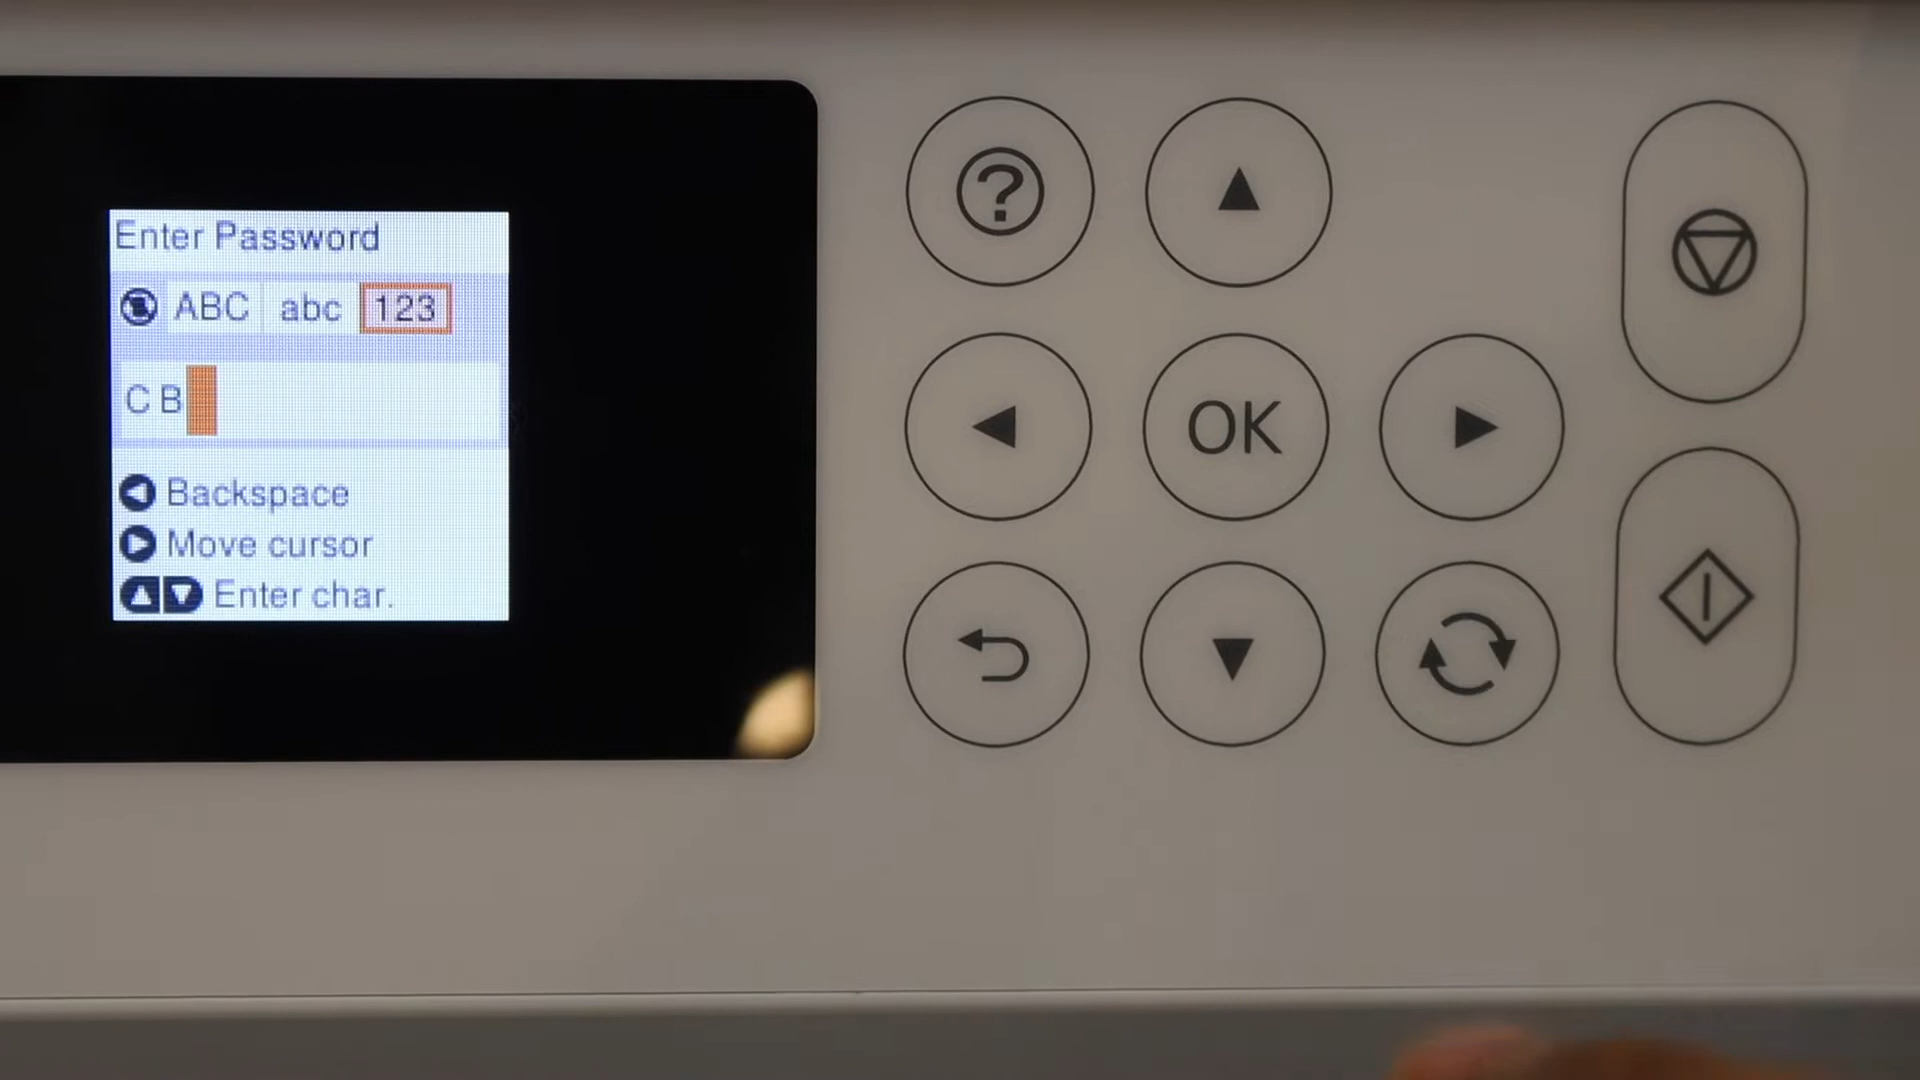 Enter Password
ABC abc 123
C B
Backspace
Move cursor
Enter char.
?
OK